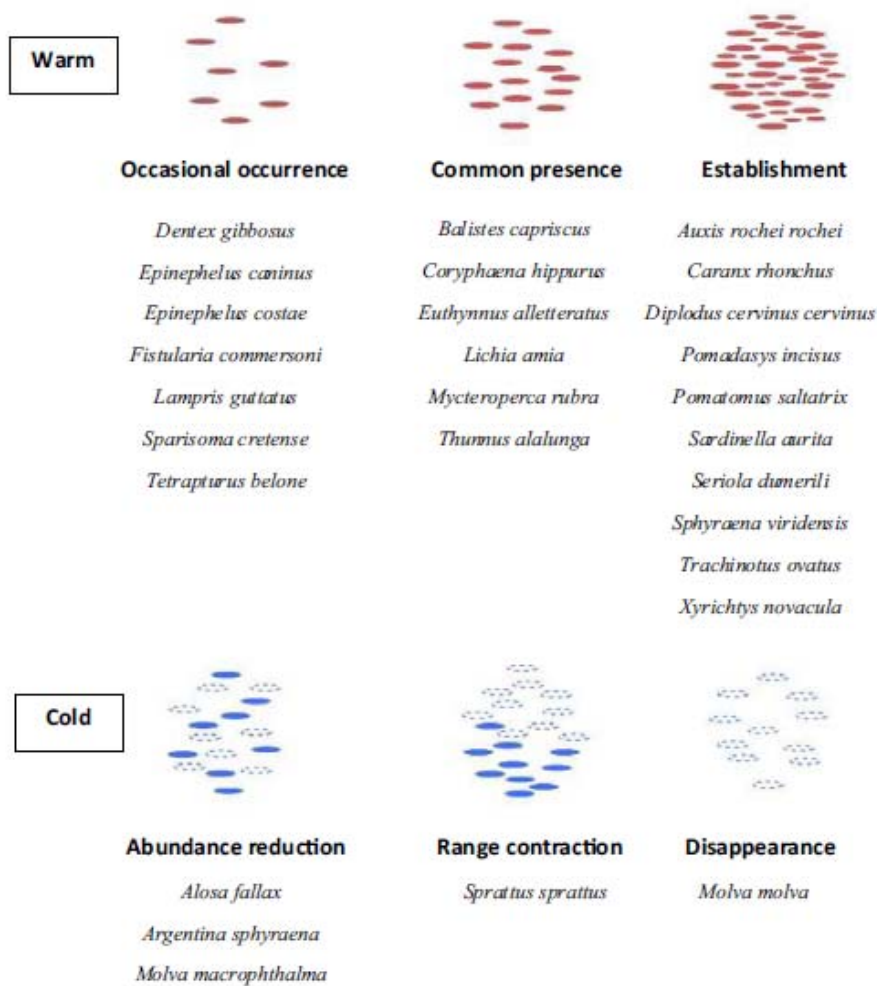 Warm
Occasional occurrence
Dentex gibbosus
Epinephelus caninus
Epinephelus costae
Fistularia commersoni
Lampris guttatus
Sparisoma cretense
Tetrapturus belone
Common presence
Balistes capriscus
Coryphaena hippurus
Euthynnus alletteratus
Lichia amia
Mycteroperca rubra
Thunnus alalunga
Establishment
Auxis rochei rochei
Caranx rhonchus
Diplodus cervinus cervinus
Pomadasys incisus
Pomatomus saltatrix
Sardinella aurita
Seriola dumerili
Sphyraena viridensis
Trachinotus ovatus
Xyrichtys novacula
Cold
Abundance reduction
Alosa fallax
Argentina sphyraena
Molva macrophthalma
Range contraction
Sprattus sprattus
Disappearance
Molva molva